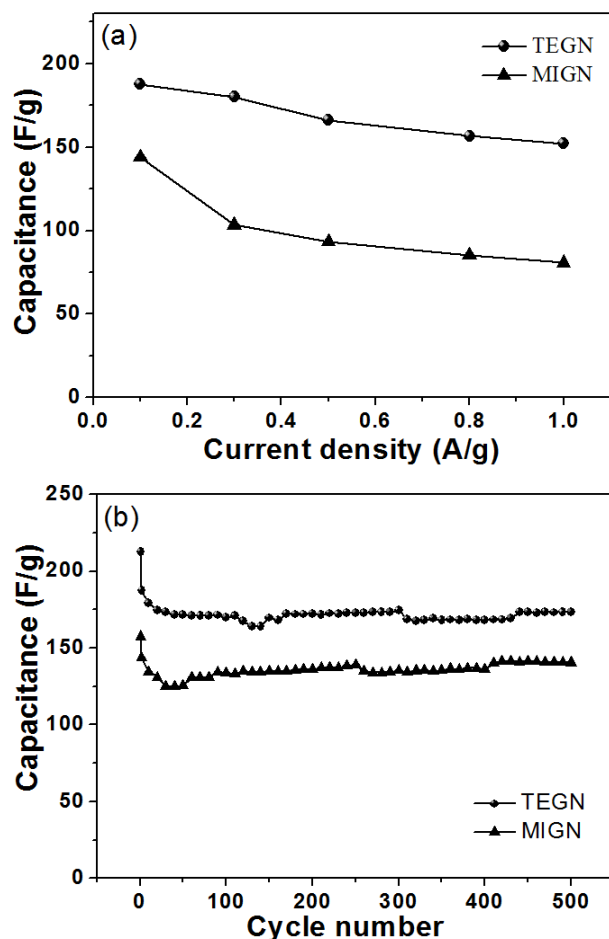 (a)
TEGN
MIGN
Capacitance (F/g)
200
150
100
50
0
0.0 0.2 0.4 0.6 0.8 1.0
Current density (A/g)
(b)
250
200
150
100
50
0
Capacitance (F/g)
TEGN
MIGN
0 100 200 300 400 500
Cycle number